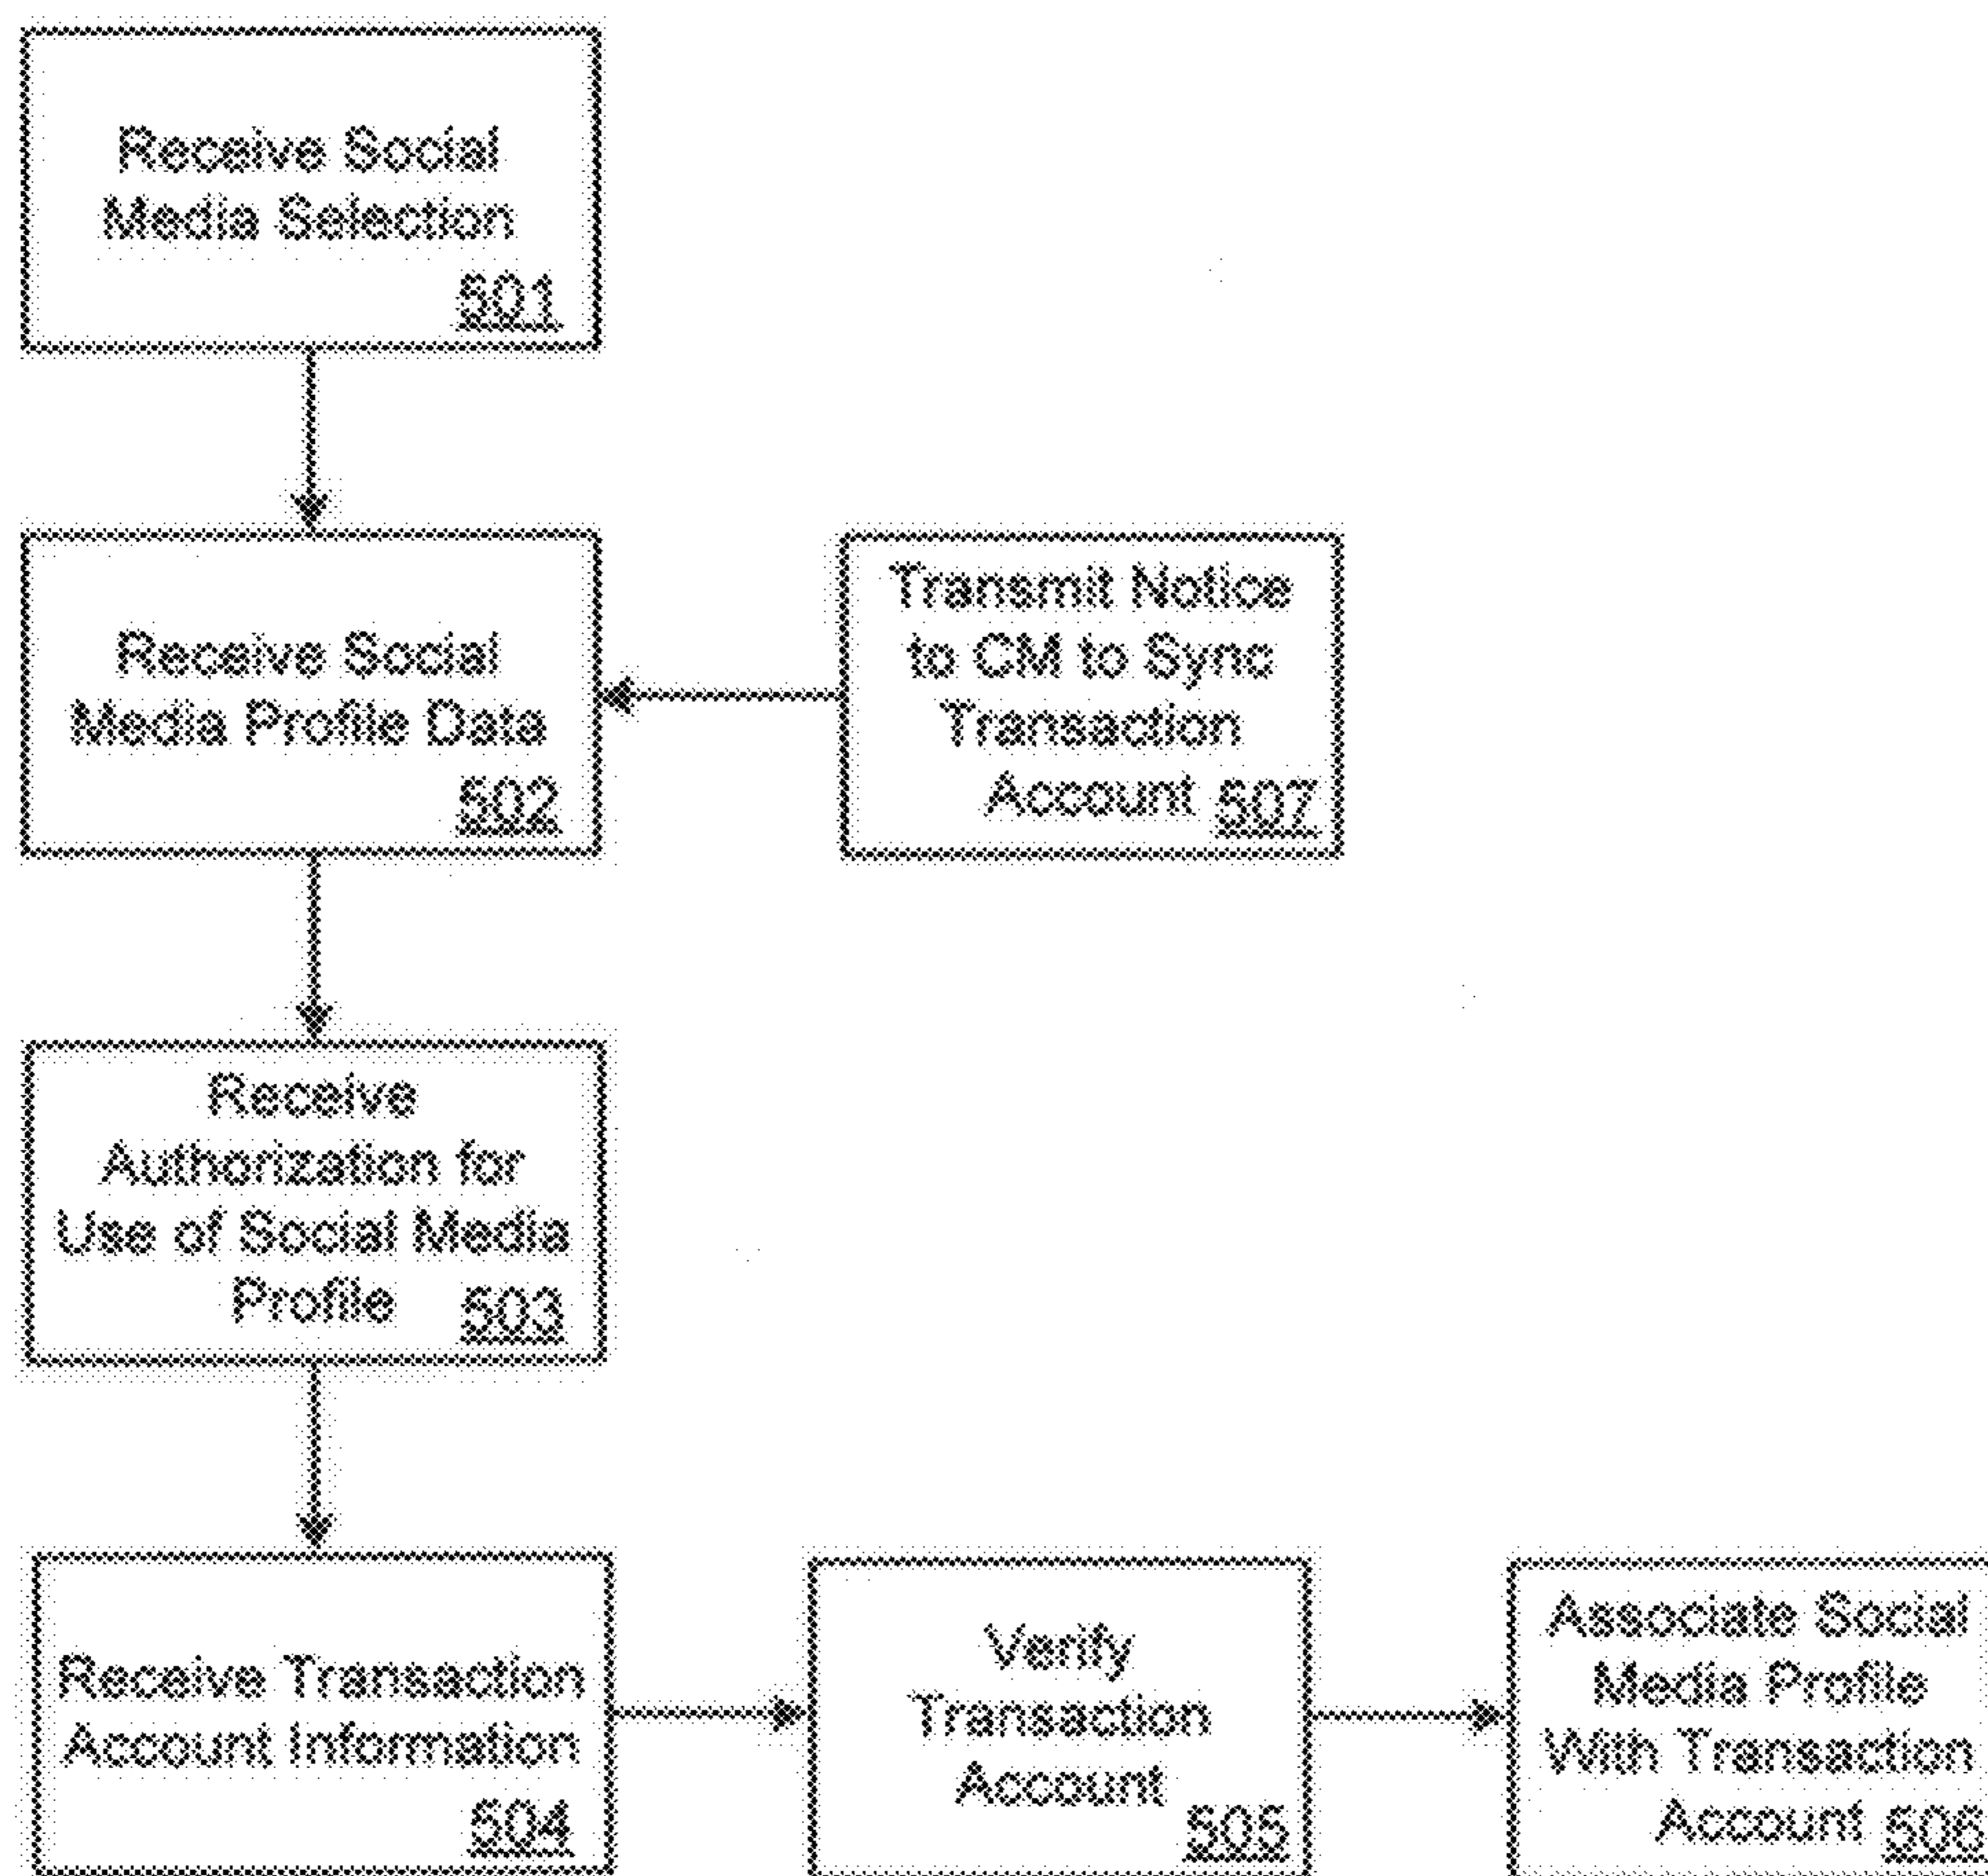 Receive Social
Media Selection
501
Receive Social
Media Profile Data
502
Transmit Notice
to CM to Sync
Transaction
Account 507
Receive
Authorization for
Use of Social Media
Profile 503
Receive Transaction
Account Information
504
Verify
Transaction
Account
505
Associate Social
Media Profile
With Transaction
Account 506